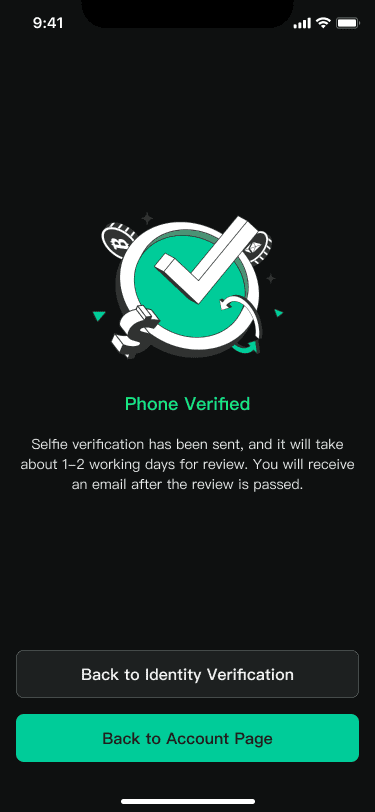 9:41
Phone Verified
Selfie verification has been sent, and it will take
about 1-2 working days for review. You will receive
an email after the review is passed.
Back to Identity Verification
Back to Account Page